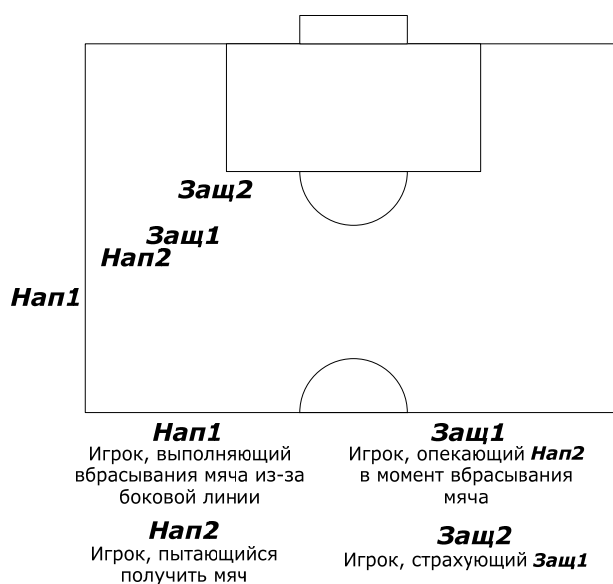 Защ2
Защ1
Нап2
Нап1
Нап1
Игрок, выполняющий
вбрасывания мяча из-за
боковой линии
Защ1
Игрок, опекающий Нап2
в момент вбрасывания
мяча
Нап2
Игрок, пытающийся
получить мяч
Защ2
Игрок, страхующий Защ1